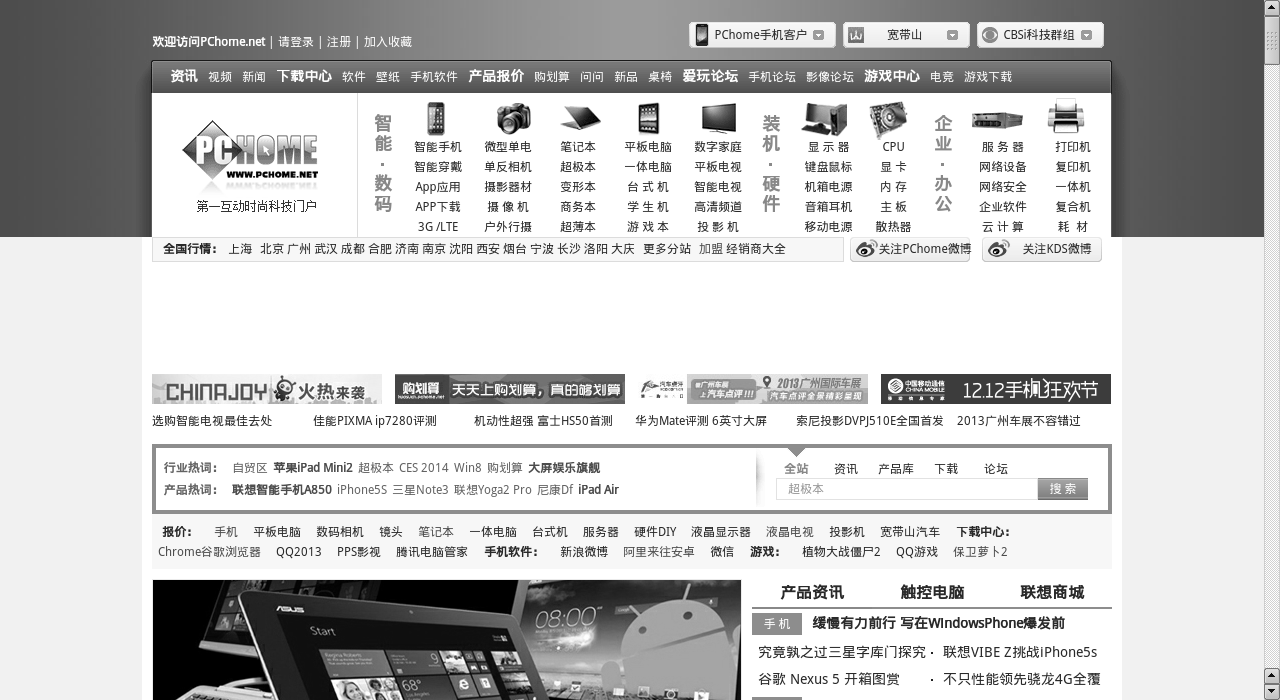 欢迎访问PChome.net | 请登录 | 注册 | 加入收藏
PChome手机客户 宽带山 CBSi科技群组
资讯 视频 新闻 下载中心 软件 壁纸 手机软件 产品报价 购划算 问问 新品 桌椅 爱玩论坛 手机论坛 影像论坛 游戏中心 电竞 游戏下载
PCHOME
WWW.PCHOME.NET
第一互动时尚科技门户
智能·数码
智能手机 微型单电 笔记本 平板电脑 数字家庭
智能穿戴 单反相机 超极本 一体电脑 平板电视
App应用 摄影器材 变形本 台 式 机 智能电视
APP下载 摄 像 机 商务本 学 生 机 高清频道
3G /LTE 户外行摄 超薄本 游 戏 本 投 影 机
装机·硬件
显 示 器 CPU
键盘鼠标 显 卡
机箱电源 内 存
音箱耳机 主 板
移动电源 散热器
企业·办公
服 务 器 打印机
网络设备 复印机
网络安全 一体机
企业软件 复合机
云 计 算 耗 材
全国行情： 上海 北京 广州 武汉 成都 合肥 济南 南京 沈阳 西安 烟台 宁波 长沙 洛阳 大庆 更多分站 加盟 经销商大全
关注PChome微博 关注KDS微博
CHINAJOY 火热来袭
购划算 天天上购划算，真的够划算
汽车点评 看广州车展 上汽车点评!!! 2013广州国际车展 汽车点评全景精彩呈现
中国移动通信 CHINA MOBILE 移动信息专家 12.12手机狂欢节
选购智能电视最佳去处 佳能PIXMA ip7280评测 机动性超强 富士HS50首测 华为Mate评测 6英寸大屏 索尼投影DVPJ510E全国首发 2013广州车展不容错过
行业热词： 自贸区 苹果iPad Mini2 超极本 CES 2014 Win8 购划算 大屏娱乐旗舰
产品热词： 联想智能手机A850 iPhone5S 三星Note3 联想Yoga2 Pro 尼康Df iPad Air
全站 资讯 产品库 下载 论坛
超极本 搜 索
报价： 手机 平板电脑 数码相机 镜头 笔记本 一体电脑 台式机 服务器 硬件DIY 液晶显示器 液晶电视 投影机 宽带山汽车 下载中心：
Chrome谷歌浏览器 QQ2013 PPS影视 腾讯电脑管家 手机软件： 新浪微博 阿里来往安卓 微信 游戏： 植物大战僵尸2 QQ游戏 保卫萝卜2
ASUS
Start
08:00
9
68°
产品资讯 触控电脑 联想商城
手 机 缓慢有力前行 写在WIndowsPhone爆发前
究竟孰之过三星字库门探究 · 联想VIBE Z挑战iPhone5s
谷歌 Nexus 5 开箱图赏 · 不只性能领先骁龙4G全覆